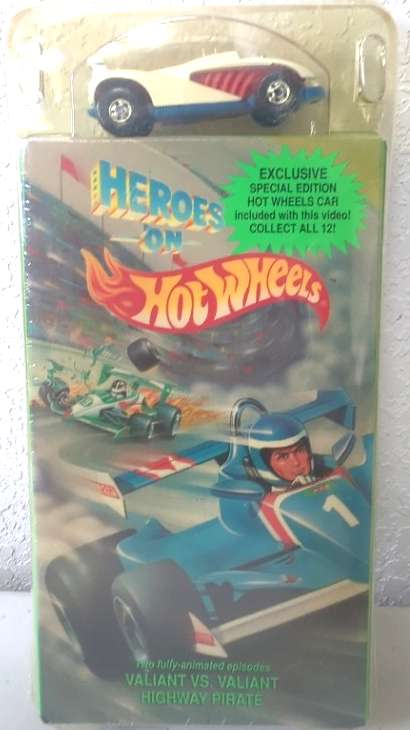 HEROES
ON
HOT WHEELS
EXCLUSIVE
SPECIAL EDITION
HOT WHEELS CAR
included with this video!
COLLECT ALL 12!
1
Two fully-animated episodes
VALIANT VS. VALIANT
HIGHWAY PIRATE